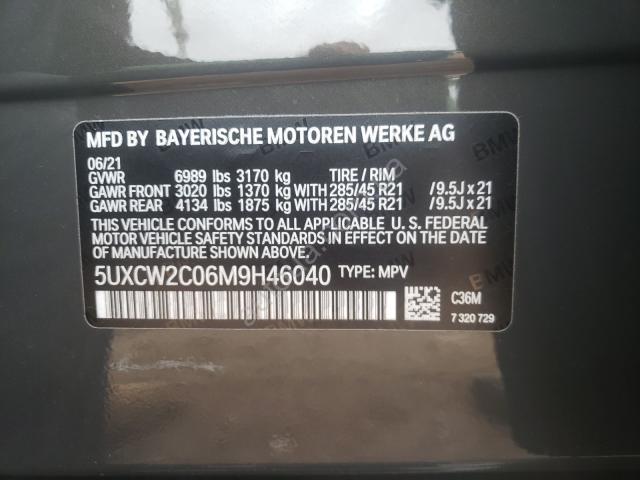 MFD BY BAYERISCHE MOTOREN WERKE AG
06/21
GVWR 6989 lbs 3170 kg TIRE / RIM
GAWR FRONT 3020 lbs 1370 kg WITH 285/45 R21 / 9.5J x 21
GAWR REAR 4134 lbs 1875 kg WITH 285/45 R21 / 9.5J x 21
THIS VEHICLE CONFORMS TO ALL APPLICABLE U. S. FEDERAL
MOTOR VEHICLE SAFETY STANDARDS IN EFFECT ON THE
DATE OF MANUFACTURE SHOWN ABOVE.
5UXCW2C06M9H46040 TYPE: MPV
C36M
7 320 729